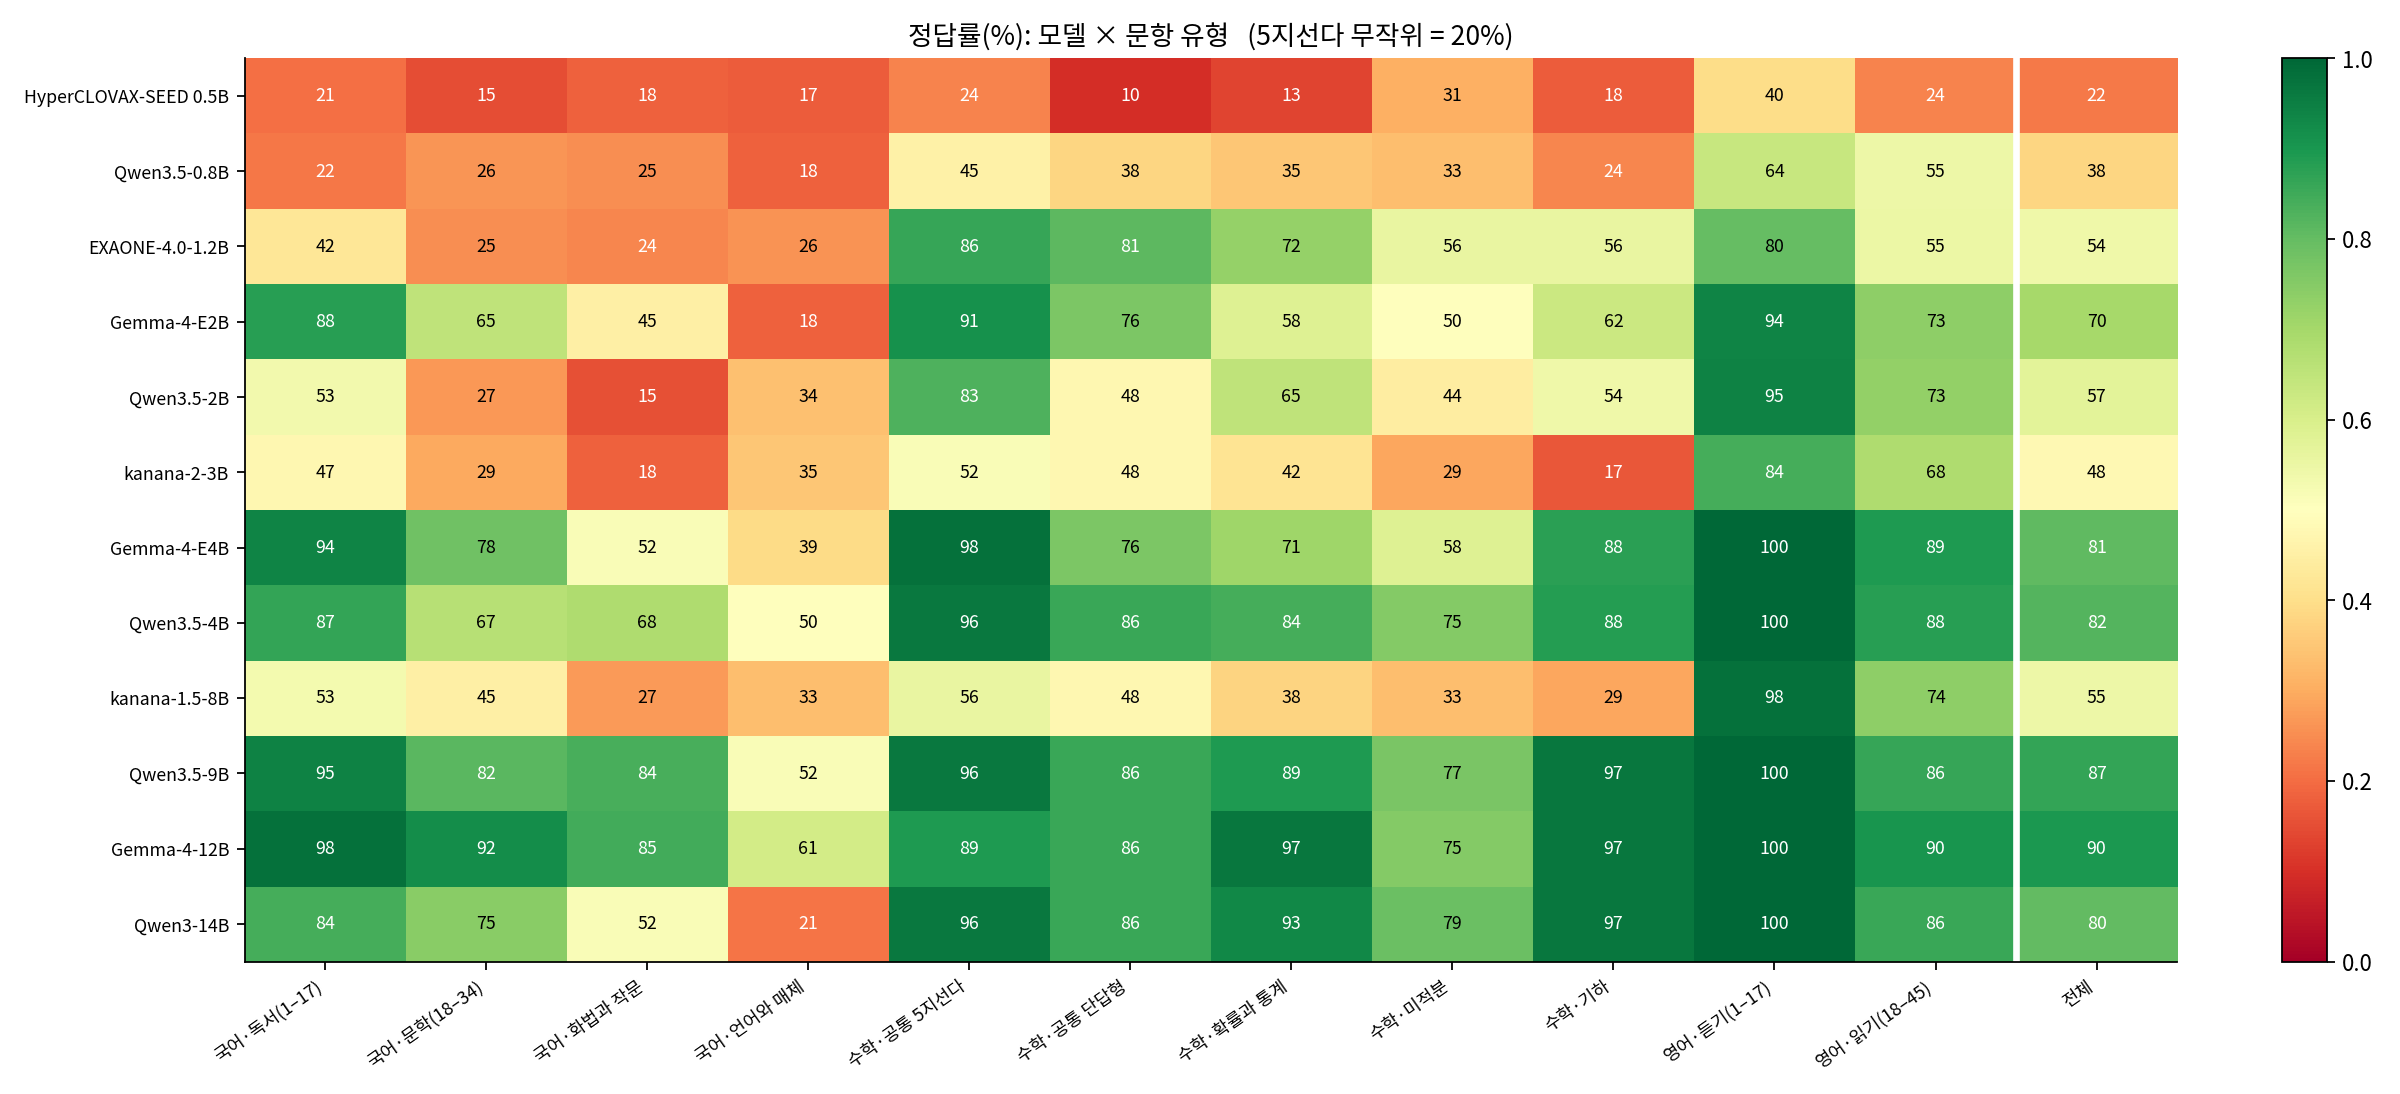 정답률(%): 모델 × 문항 유형 (5지선다 무작위 = 20%)
HyperCLOVAX-SEED 0.5B 21 15 18 17 24 10 13 31 18 40 24 22
Qwen3.5-0.8B 22 26 25 18 45 38 35 33 24 64 55 38
EXAONE-4.0-1.2B 42 25 24 26 86 81 72 56 56 80 55 54
Gemma-4-E2B 88 65 45 18 91 76 58 50 62 94 73 70
Qwen3.5-2B 53 27 15 34 83 48 65 44 54 95 73 57
kanana-2-3B 47 29 18 35 52 48 42 29 17 84 68 48
Gemma-4-E4B 94 78 52 39 98 76 71 58 88 100 89 81
Qwen3.5-4B 87 67 68 50 96 86 84 75 88 100 88 82
kanana-1.5-8B 53 45 27 33 56 48 38 33 29 98 74 55
Qwen3.5-9B 95 82 84 52 96 86 89 77 97 100 86 87
Gemma-4-12B 98 92 85 61 89 86 97 75 97 100 90 90
Qwen3-14B 84 75 52 21 96 86 93 79 97 100 86 80
국어·독서(1–17)
국어·문학(18–34)
국어·화법과 작문
국어·언어와 매체
수학·공통 5지선다
수학·공통 단답형
수학·확률과 통계
수학·미적분
수학·기하
영어·듣기(1–17)
영어·읽기(18–45)
전체
1.0
0.8
0.6
0.4
0.2
0.0